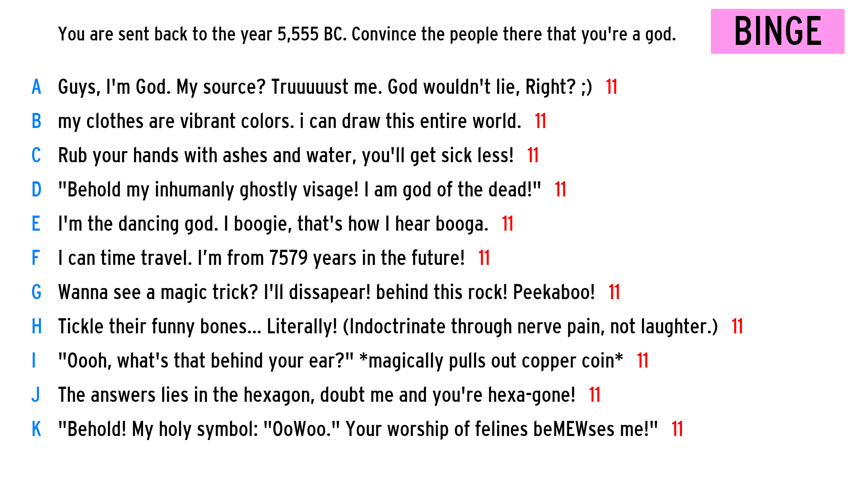 You are sent back to the year 5,555 BC. Convince the people there that you're a god.
BINGE
A Guys, I'm God. My source? Truuuuust me. God wouldn't lie, Right? ;) 11
B my clothes are vibrant colors. i can draw this entire world. 11
C Rub your hands with ashes and water, you'll get sick less! 11
D "Behold my inhumanly ghostly visage! I am god of the dead!" 11
E I'm the dancing god. I boogie, that's how I hear booga. 11
F I can time travel. I’m from 7579 years in the future! 11
G Wanna see a magic trick? I'll dissapear! behind this rock! Peekaboo! 11
H Tickle their funny bones... Literally! (Indoctrinate through nerve pain, not laughter.) 11
I "Oooh, what's that behind your ear?" *magically pulls out copper coin* 11
J The answers lies in the hexagon, doubt me and you're hexa-gone! 11
K "Behold! My holy symbol: "OoWoo." Your worship of felines beMEWses me!" 11